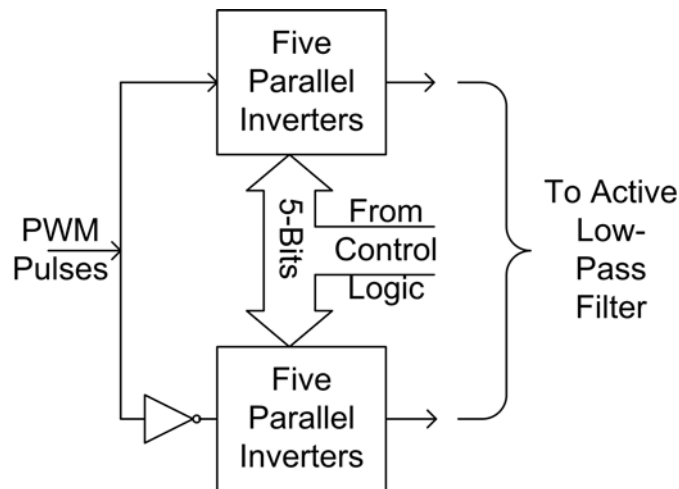 Five
Parallel
Inverters
PWM
Pulses
5-Bits
From
Control
Logic
To Active
Low-
Pass
Filter
Five
Parallel
Inverters